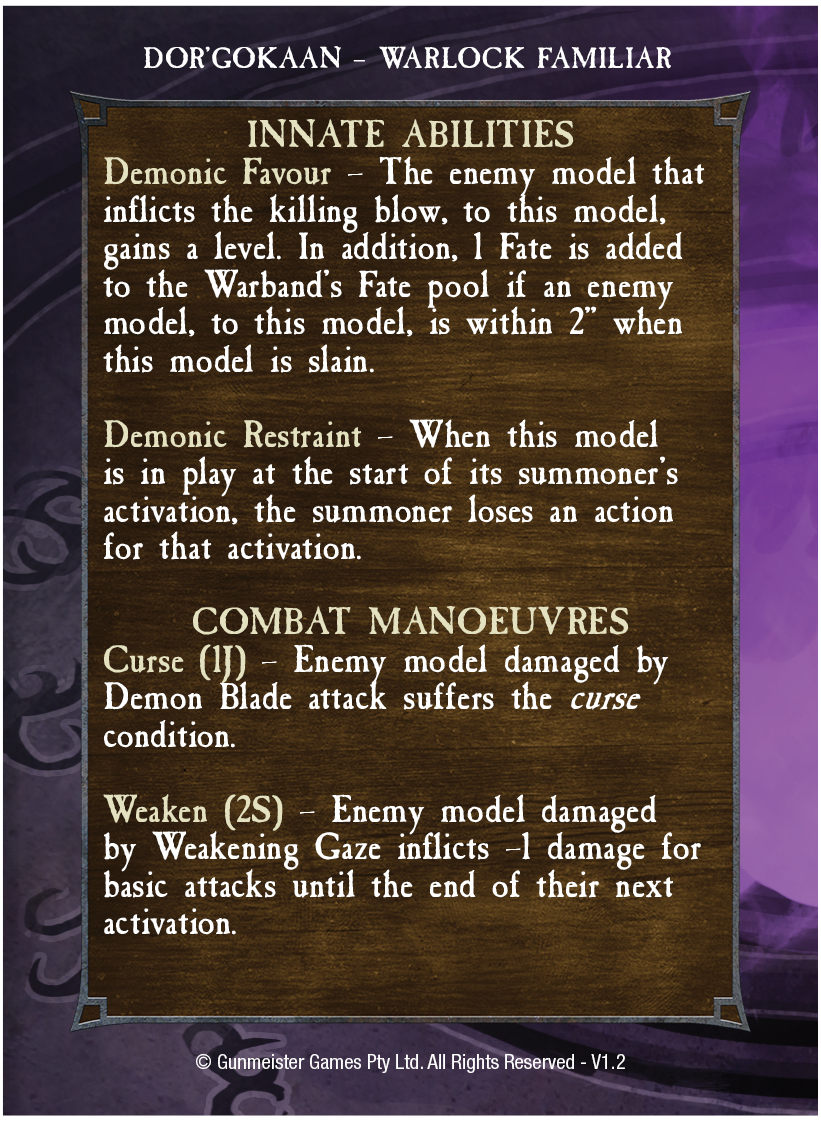 DOR'GOKAAN – WARLOCK FAMILIAR
INNATE ABILITIES
Demonic Favour – The enemy model that
inflicts the killing blow, to this model,
gains a level. In addition, 1 Fate is added
to the Warband's Fate pool if an enemy
model, to this model, is within 2” when
this model is slain.
Demonic Restraint – When this model
is in play at the start of its summoner's
activation, the summoner loses an action
for that activation.
COMBAT MANOEUVRES
Curse (1J) – Enemy model damaged by
Demon Blade attack suffers the curse
condition.
Weaken (2S) – Enemy model damaged
by Weakening Gaze inflicts –1 damage for
basic attacks until the end of their next
activation.
© Gunmeister Games Pty Ltd. All Rights Reserved - V1.2